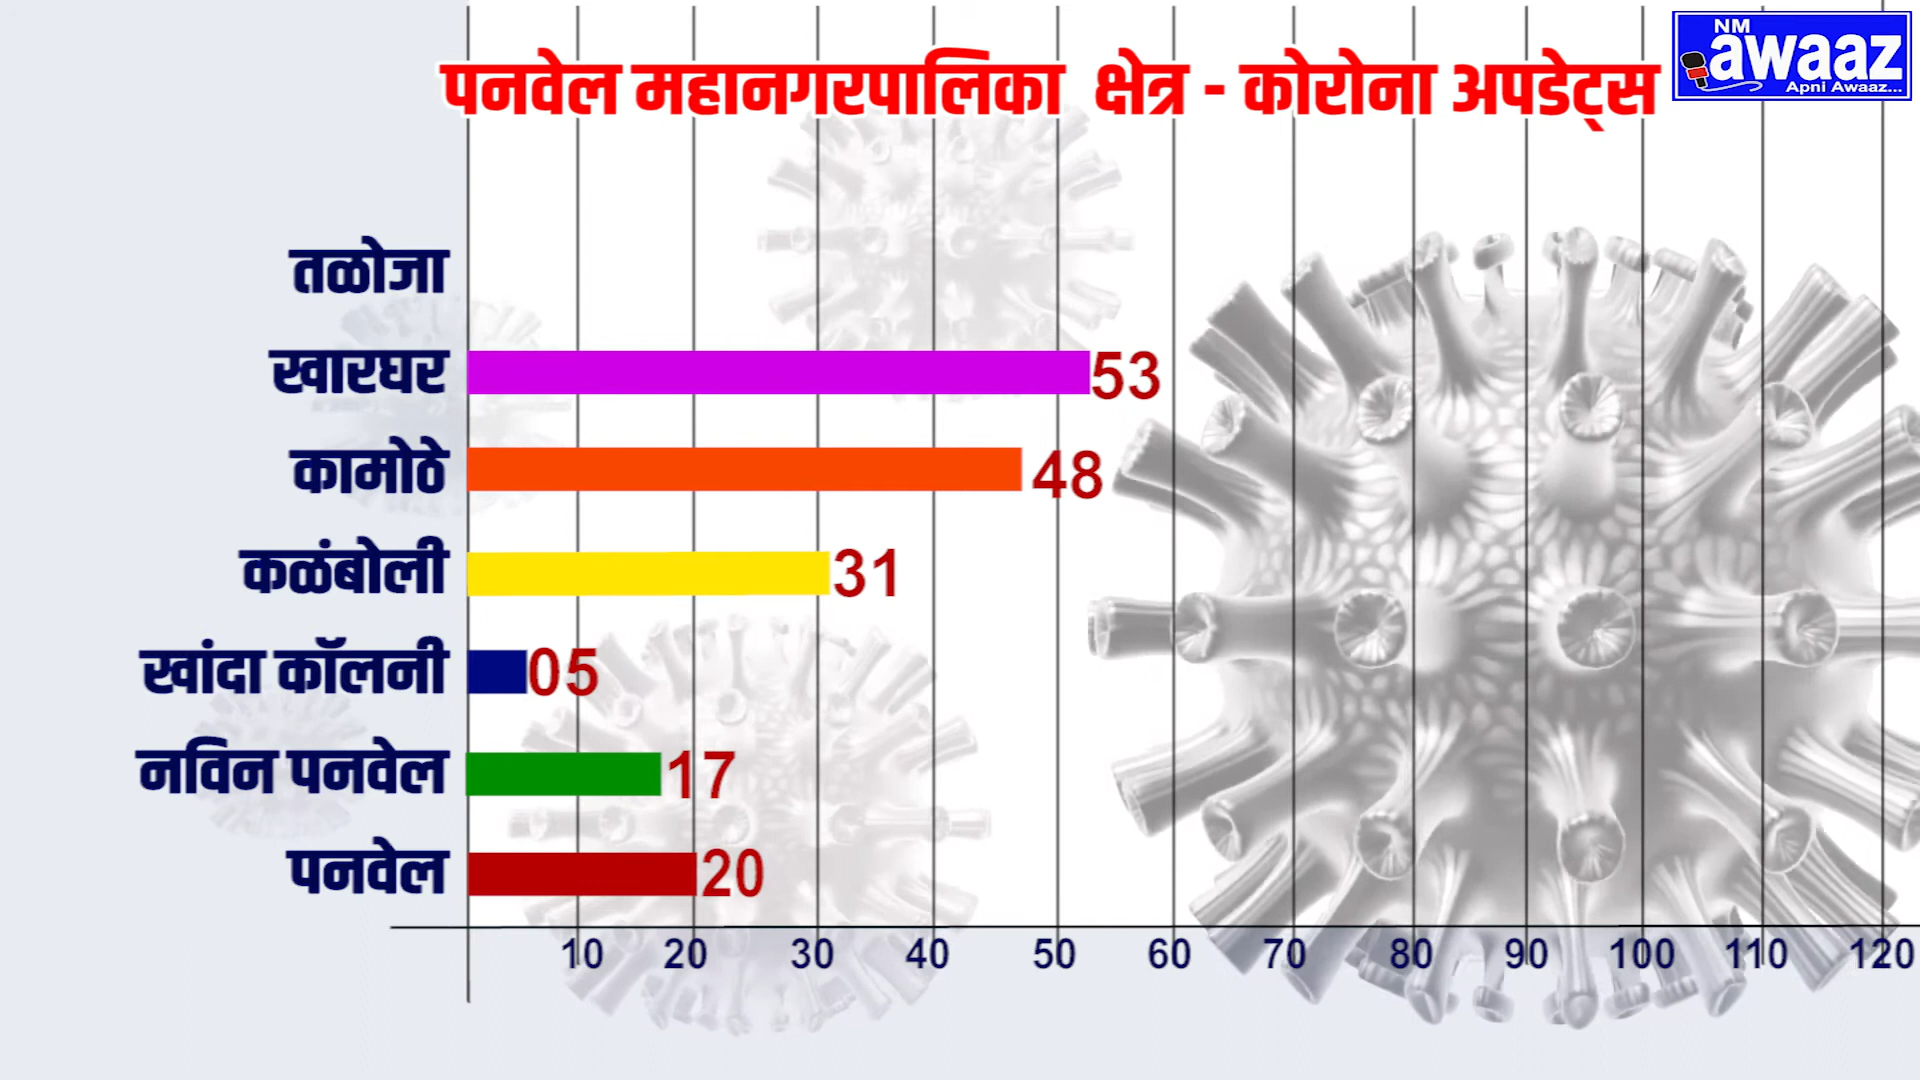 पनवेल महानगरपालिका क्षेत्र - कोरोना अपडेट्स
NM
awaaz
Apni Awaaz...
तळोजा
खारघर 53
कामोठे 48
कळंबोली 31
खांदा कॉलनी 05
नविन पनवेल 17
पनवेल 20
10 20 30 40 50 60 70 80 90 100 110 120